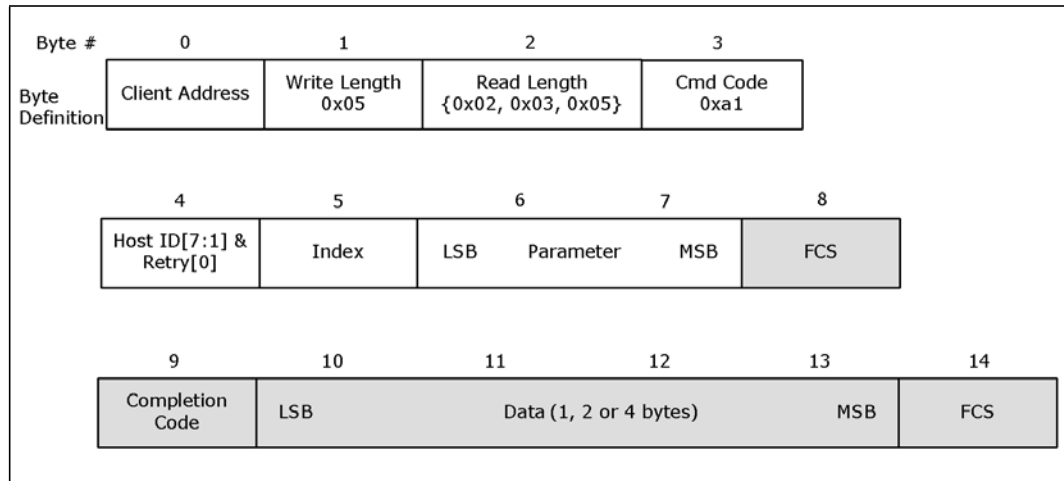 Byte # 0 1 2 3
Byte
Definition
Client Address
Write Length
0x05
Read Length
{0x02, 0x03, 0x05}
Cmd Code
0xa1
4 5 6 7 8
Host ID[7:1] &
Retry[0]
Index
LSB Parameter MSB
FCS
9 10 11 12 13 14
Completion
Code
LSB Data (1, 2 or 4 bytes) MSB
FCS